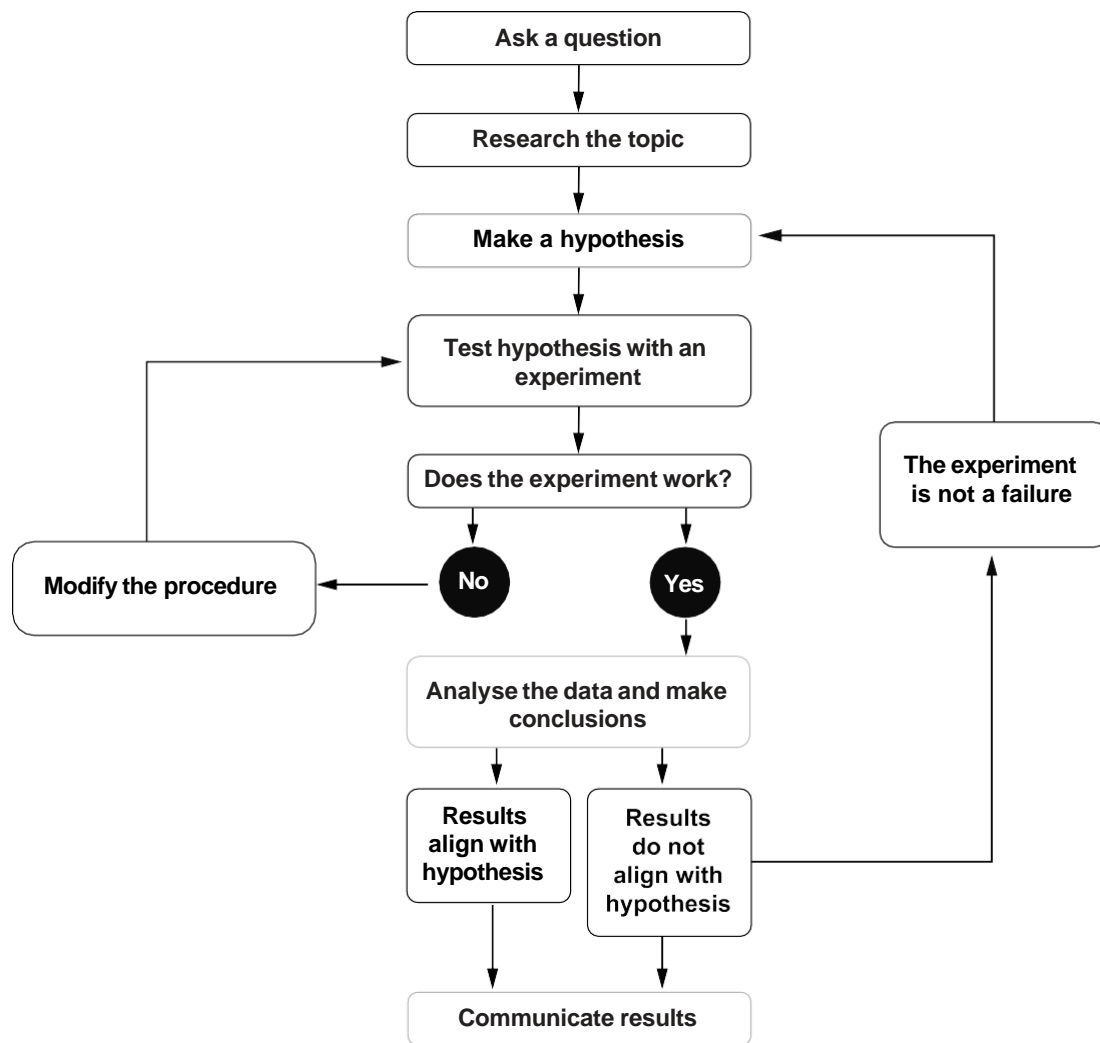 Ask a question
Research the topic
Make a hypothesis
Test hypothesis with an
experiment
Does the experiment work?
The experiment
is not a failure
No
Yes
Modify the procedure
Analyse the data and make
conclusions
Results
align with
hypothesis
Results
do not
align with
hypothesis
Communicate results